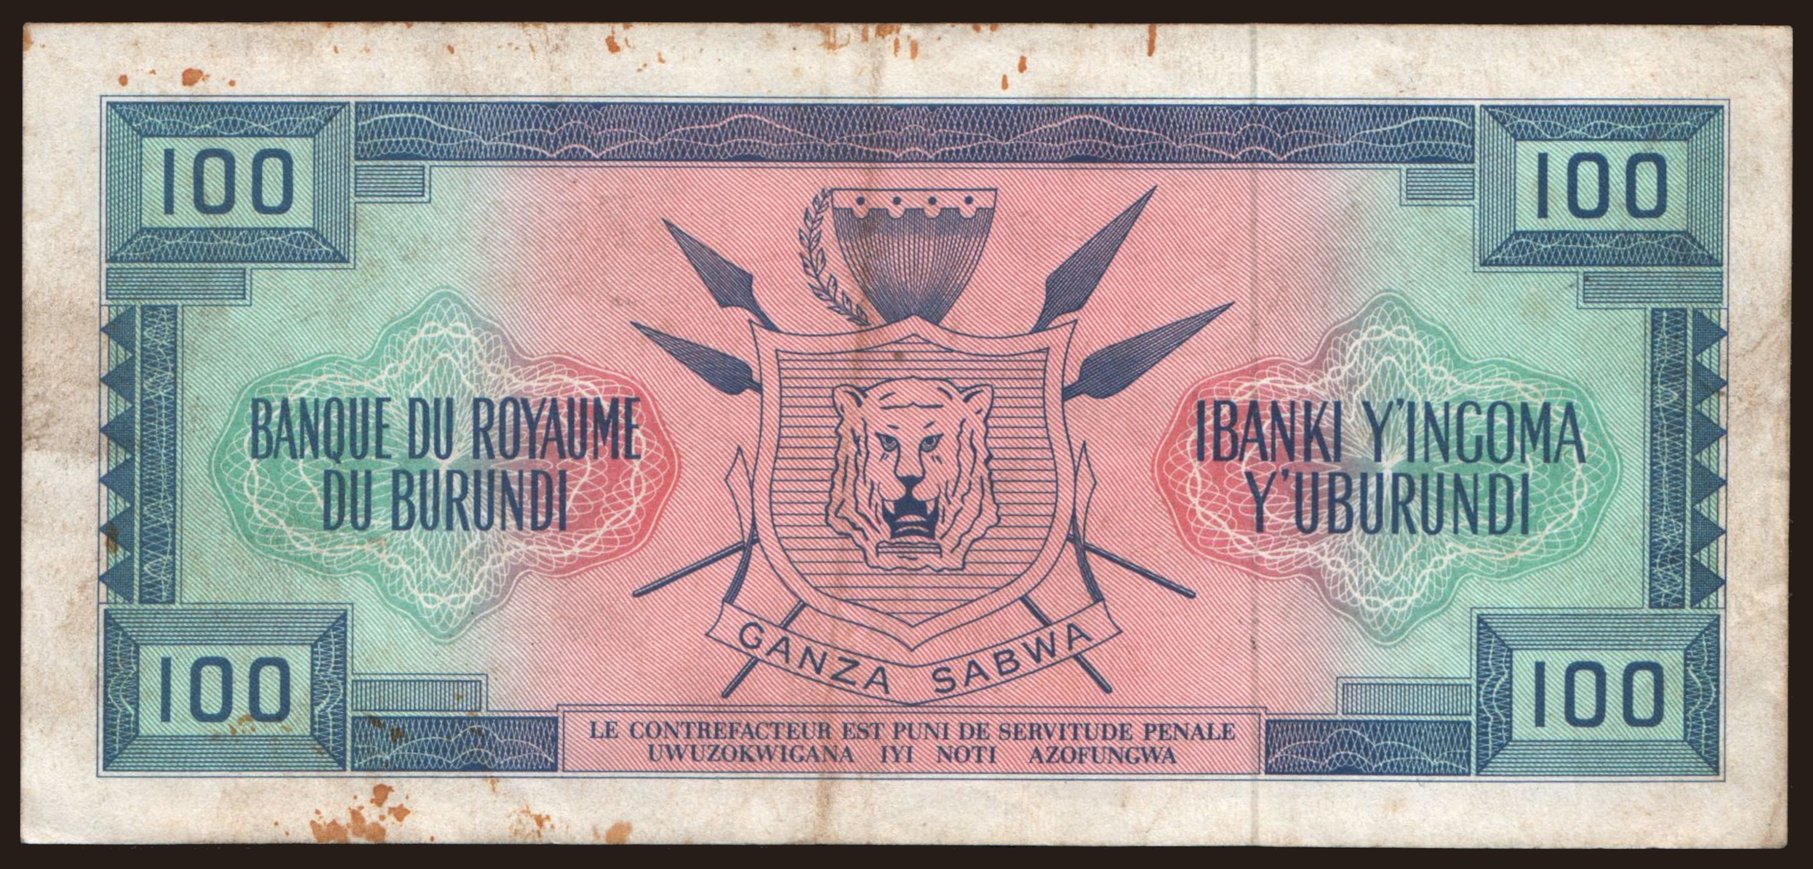 100
100
BANQUE DU ROYAUME
DU BURUNDI
IBANKI Y'INGOMA
Y'UBURUNDI
GANZA SABWA
100
100
LE CONTREFACTEUR EST PUNI DE SERVITUDE PENALE
UWUZOKWIGANA IYI NOTI AZOFUNGWA